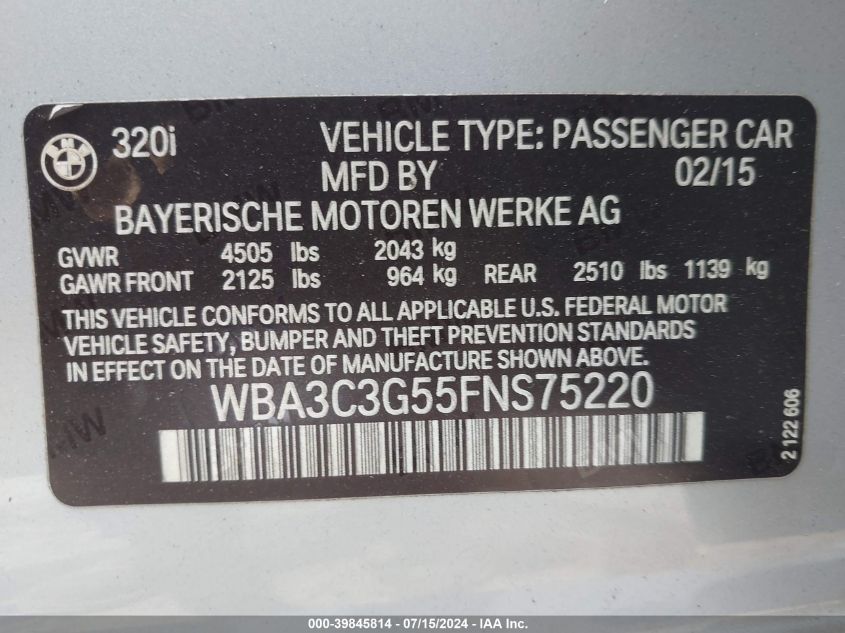 320i VEHICLE TYPE: PASSENGER CAR
MFD BY 02/15
BAYERISCHE MOTOREN WERKE AG
GVWR 4505 lbs 2043 kg
GAWR FRONT 2125 lbs 964 kg REAR 2510 lbs 1139 kg
THIS VEHICLE CONFORMS TO ALL APPLICABLE U.S. FEDERAL MOTOR
VEHICLE SAFETY, BUMPER AND THEFT PREVENTION STANDARDS
IN EFFECT ON THE DATE OF MANUFACTURE SHOWN ABOVE.
WBA3C3G55FNS75220
2 122 606
000-39845814 - 07/15/2024 - IAA Inc.